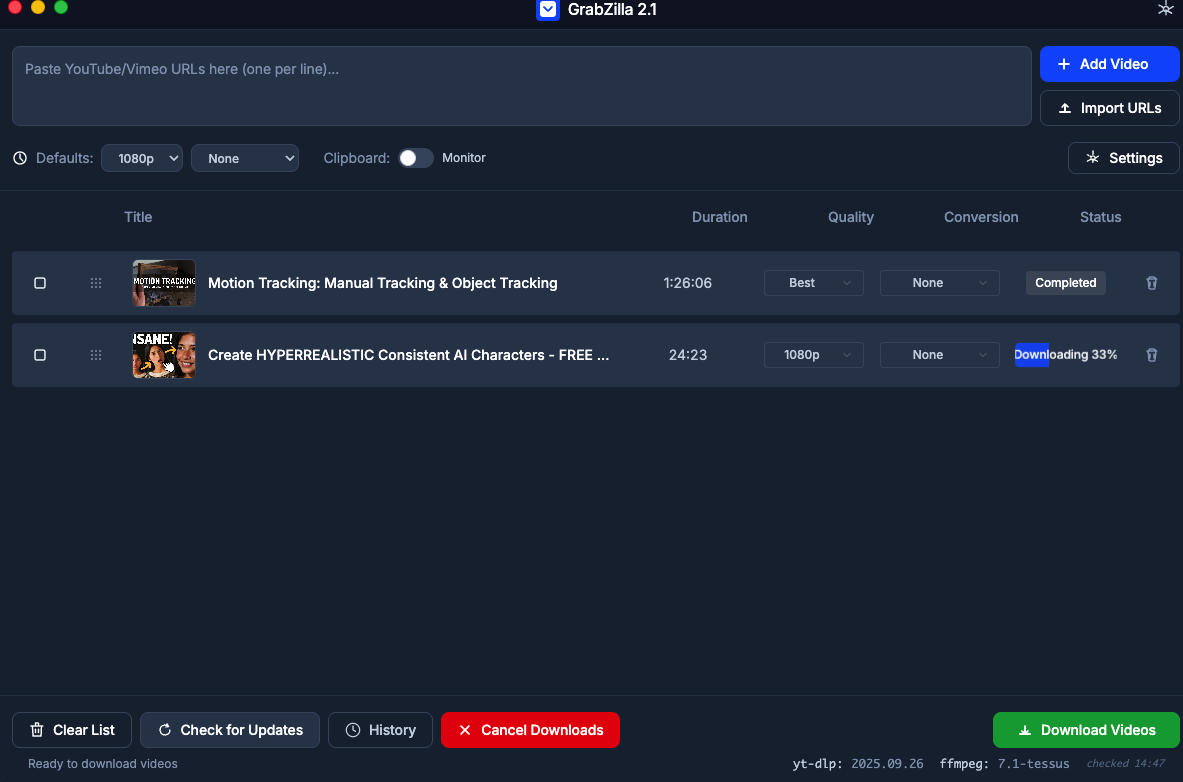 GrabZilla 2.1
Paste YouTube/Vimeo URLs here (one per line)...
+ Add Video
Import URLs
Defaults: 1080p None Clipboard: Monitor
Settings
Title Duration Quality Conversion Status
MOTION TRACKING
Motion Tracking: Manual Tracking & Object Tracking 1:26:06 Best None Completed
NSANE!
Create HYPERREALISTIC Consistent AI Characters - FREE ... 24:23 1080p None Downloading 33%
Clear List Check for Updates History Cancel Downloads Download Videos
Ready to download videos yt-dlp: 2025.09.26 ffmpeg: 7.1-tessus checked 14:47